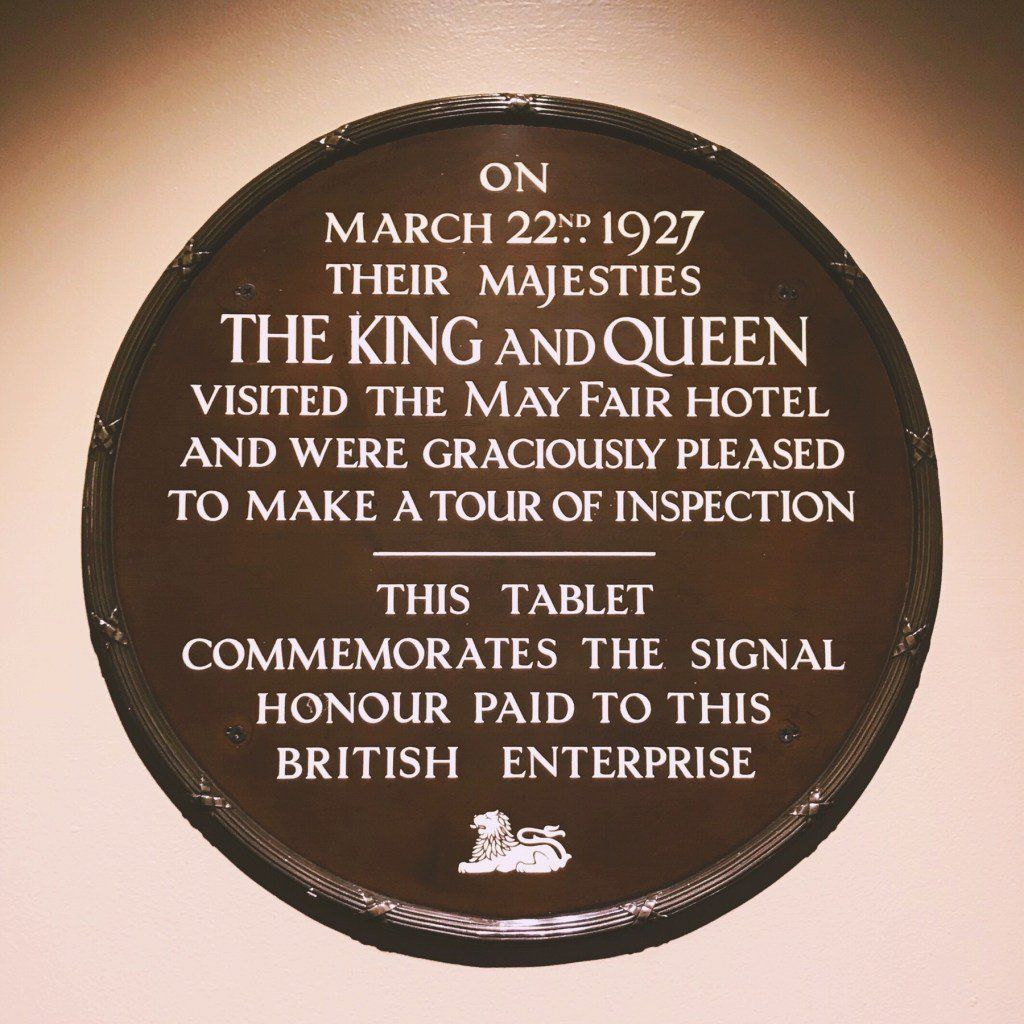 ON
MARCH 22ND 1927
THEIR MAJESTIES
THE KING AND QUEEN
VISITED THE MAY FAIR HOTEL
AND WERE GRACIOUSLY PLEASED
TO MAKE A TOUR OF INSPECTION
THIS TABLET
COMMEMORATES THE SIGNAL
HONOUR PAID TO THIS
BRITISH ENTERPRISE